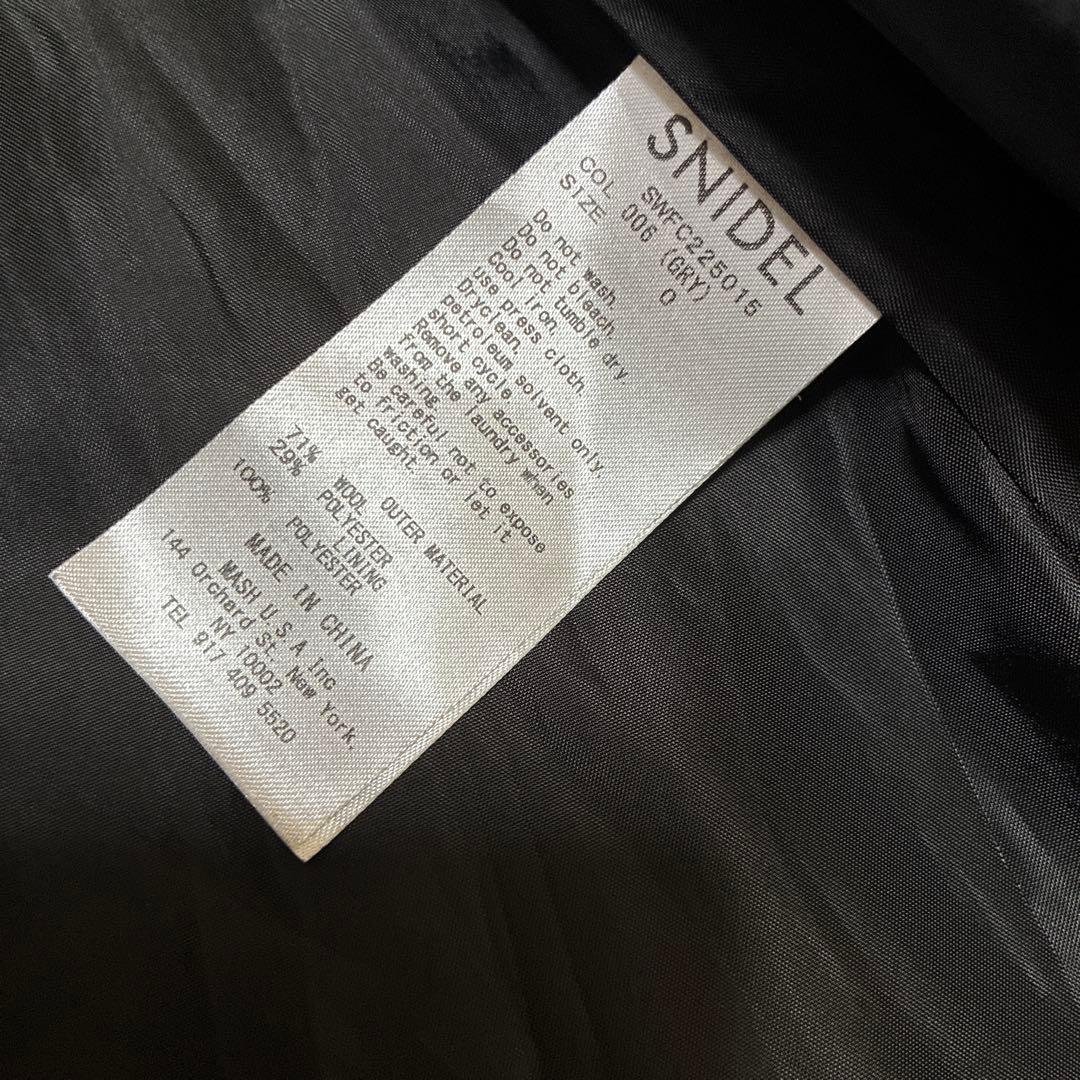 SNIDEL
SWFC225015
COL 006 (GRY)
SIZE 0
Do not wash.
Do not bleach.
Do not tumble dry.
Cool iron.
use press cloth.
Dryclean.
petroleum solvent only,
short cycle
Remove any accessories
from the laundry when
washing.
Be careful not to expose
to friction or let it
get caught.
OUTER MATERIAL
71% WOOL
29% POLYESTER
LINING
100% POLYESTER
MADE IN CHINA
MASH U S A Inc
144 Orchard St. New York,
NY 10002
TEL 917 409 5520